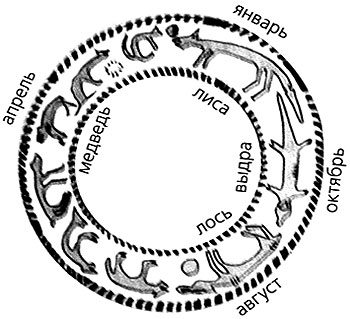 январь
апрель
лиса
медведь
выдра
октябрь
лось
август